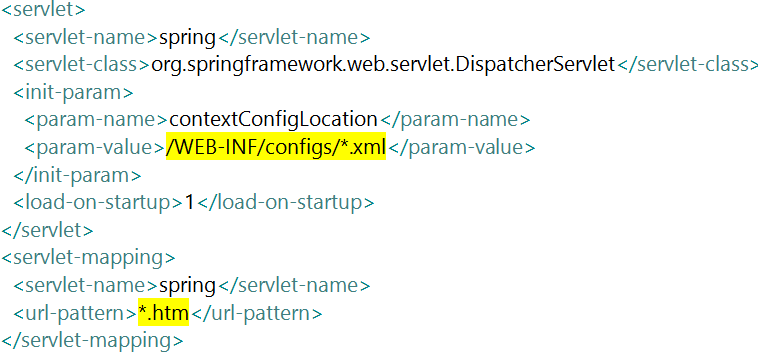 <servlet>
<servlet-name>spring</servlet-name>
<servlet-class>org.springframework.web.servlet.DispatcherServlet</servlet-class>
<init-param>
<param-name>contextConfigLocation</param-name>
<param-value>/WEB-INF/configs/*.xml</param-value>
</init-param>
<load-on-startup>1</load-on-startup>
</servlet>
<servlet-mapping>
<servlet-name>spring</servlet-name>
<url-pattern>*.htm</url-pattern>
</servlet-mapping>